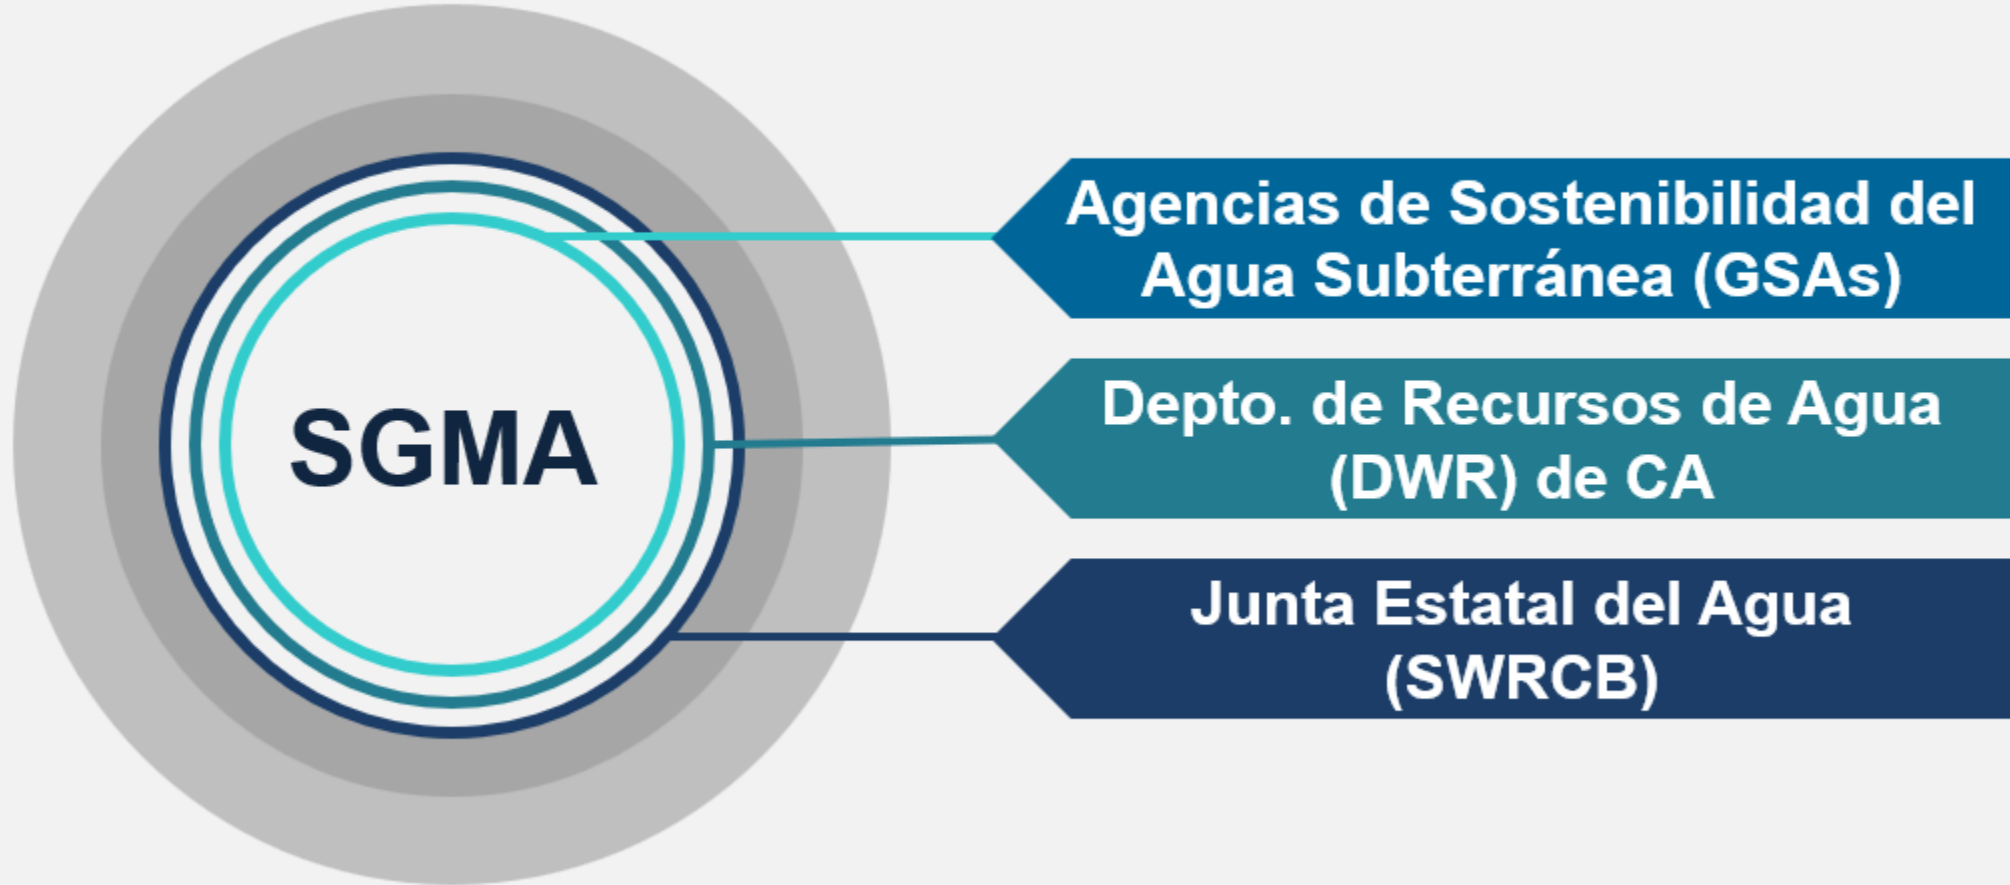 SGMA
Agencias de Sostenibilidad del
Agua Subterránea (GSAs)
Depto. de Recursos de Agua
(DWR) de CA
Junta Estatal del Agua
(SWRCB)